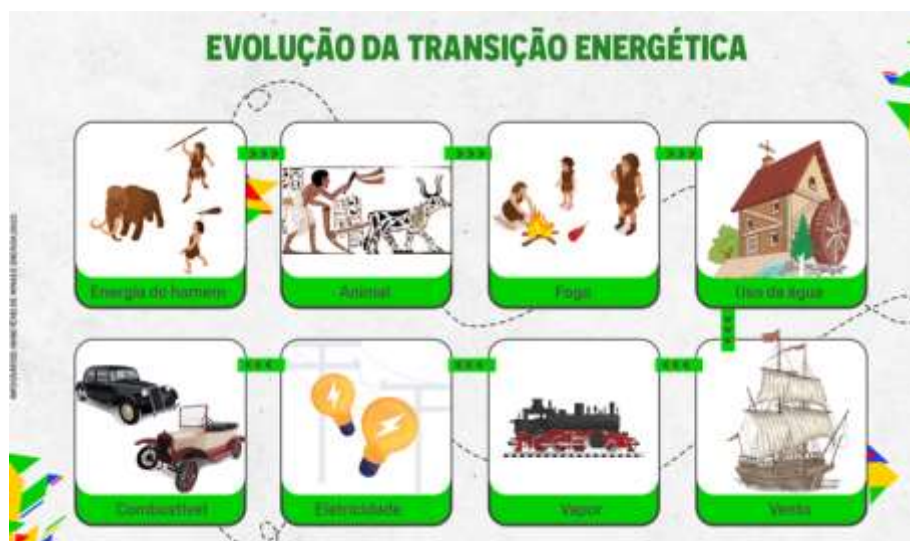 EVOLUÇÃO DA TRANSIÇÃO ENERGÉTICA
Energia do homem
Animal
Fogo
Uso da água
Vento
Vapor
Eletricidade
Combustível